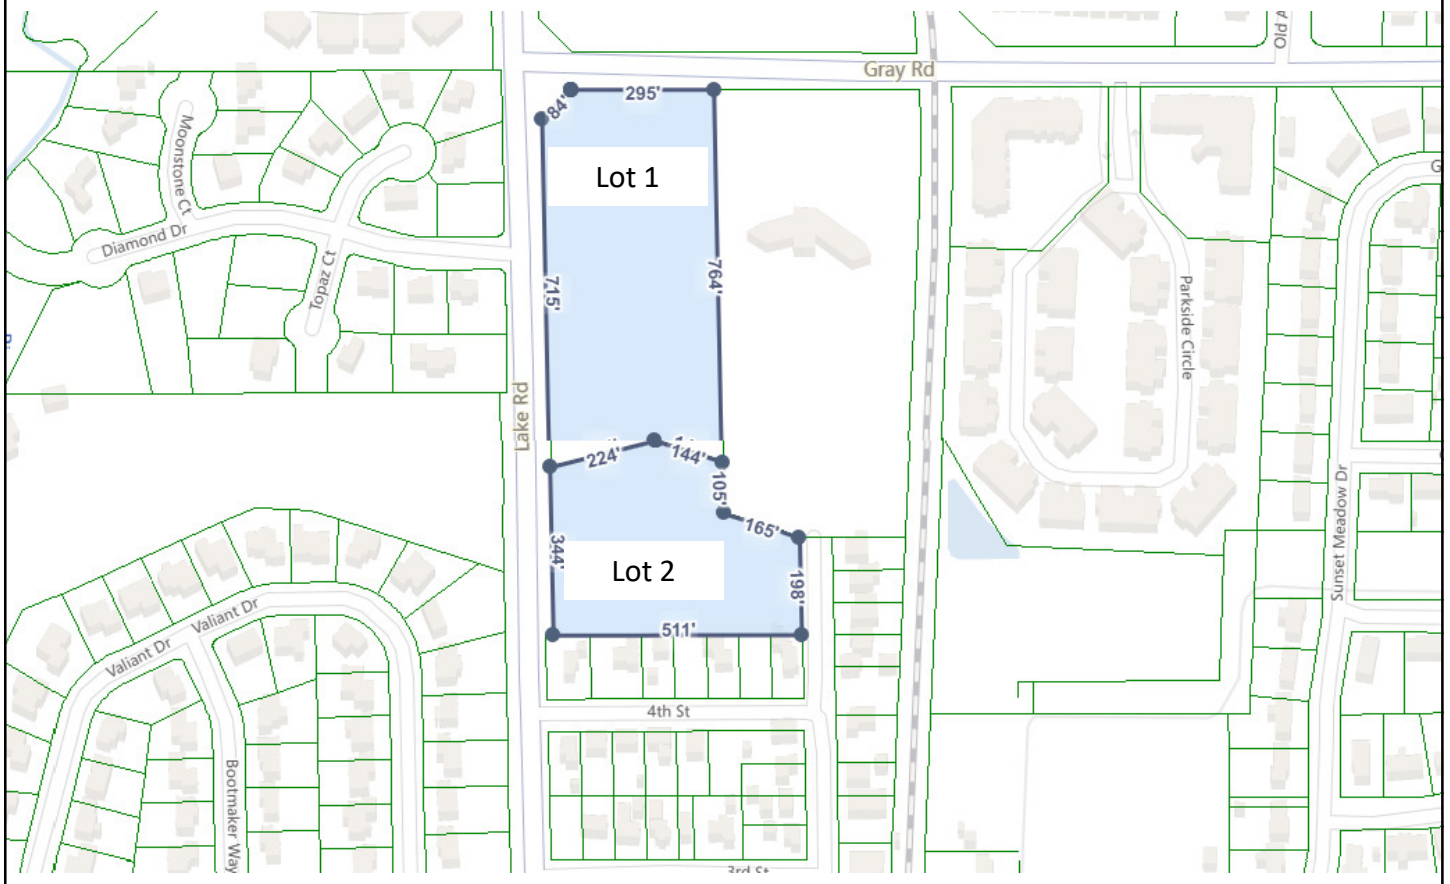 Old A
Gray Rd
84'
295'
Lot 1
Moonstone Ct
G
Diamond Dr
Topaz Ct
715'
764'
Parkside Circle
Lake Rd
224'
144'
105'
165'
Sunset Meadow Dr
344'
Lot 2
198'
Valiant Dr
511'
Valiant Dr
4th St
Bootmaker Way
3rd St